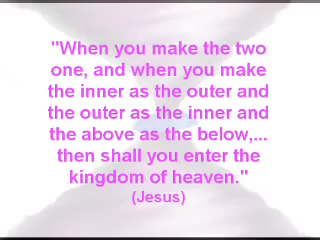 "When you make the two
one, and when you make
the inner as the outer and
the outer as the inner and
the above as the below,...
then shall you enter the
kingdom of heaven."
(Jesus)